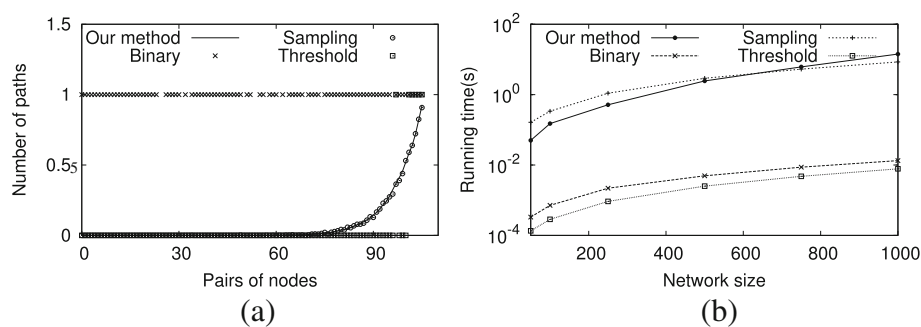 1.5
1
0.5
5
0
0
30
60
90
Number of paths
Pairs of nodes
Our method
Binary
Sampling
Threshold
(a)
10^2
10^0
10^-2
10^-4
200
400
600
800
1000
Running time(s)
Network size
Our method
Binary
Sampling
Threshold
(b)